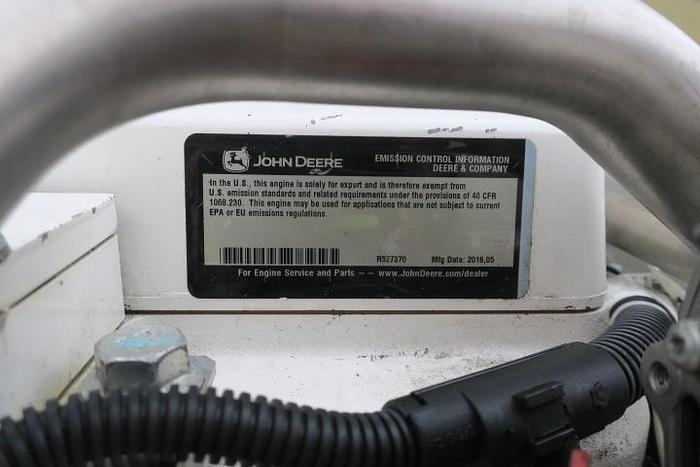 JOHN DEERE
EMISSION CONTROL INFORMATION
DEERE & COMPANY
In the U.S., this engine is solely for export and is therefore exempt from
U.S. emission standards and related requirements under the provisions of 40 CFR
1068.230. This engine may be used for applications that are not subject to current
EPA or EU emissions regulations.
R527370 Mfg Date: 2016,05
For Engine Service and Parts -- www.JohnDeere.com/dealer